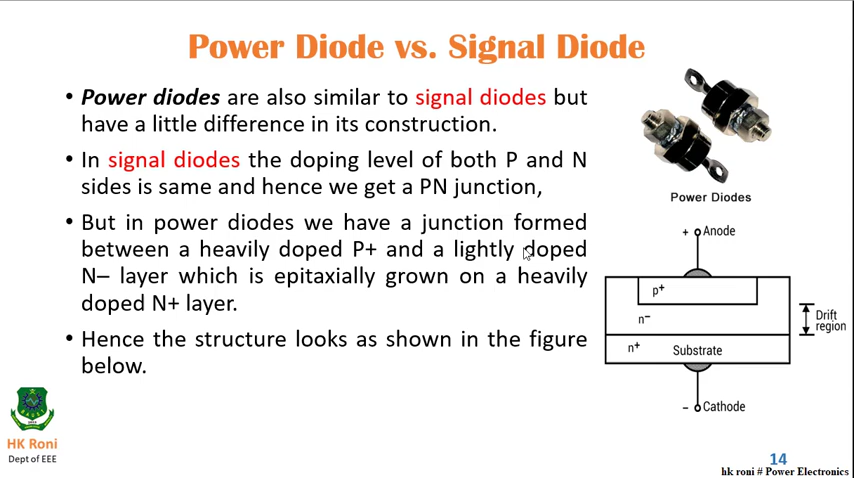 Power Diode vs. Signal Diode
• Power diodes are also similar to signal diodes but
have a little difference in its construction.
• In signal diodes the doping level of both P and N
sides is same and hence we get a PN junction,
• But in power diodes we have a junction formed
between a heavily doped P+ and a lightly doped
N– layer which is epitaxially grown on a heavily
doped N+ layer.
• Hence the structure looks as shown in the figure
below.
Power Diodes
+ Anode
p+
n–
Drift
region
n+ Substrate
– Cathode
HK Roni
Dept of EEE
14
hk roni # Power Electronics